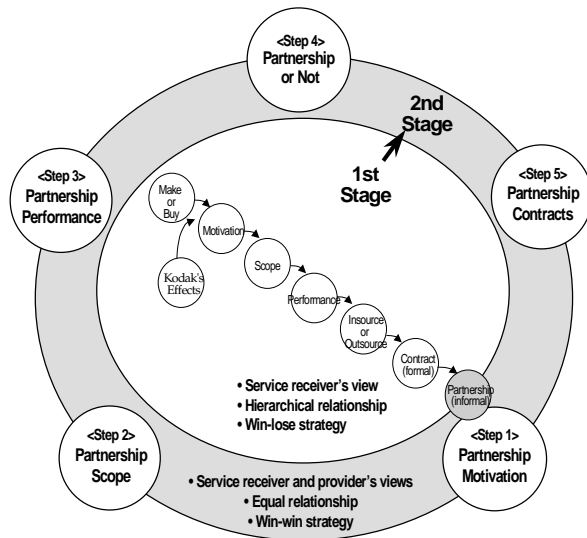 <Step 4>
Partnership
or Not
2nd
Stage
1st
Stage
<Step 3>
Partnership
Performance
<Step 5>
Partnership
Contracts
Make
or
Buy
Motivation
Kodak's
Effects
Scope
Performance
Insource
or
Outsource
Contract
(formal)
Partnership
(informal)
• Service receiver's view
• Hierarchical relationship
• Win-lose strategy
<Step 2>
Partnership
Scope
<Step 1>
Partnership
Motivation
• Service receiver and provider's views
• Equal relationship
• Win-win strategy